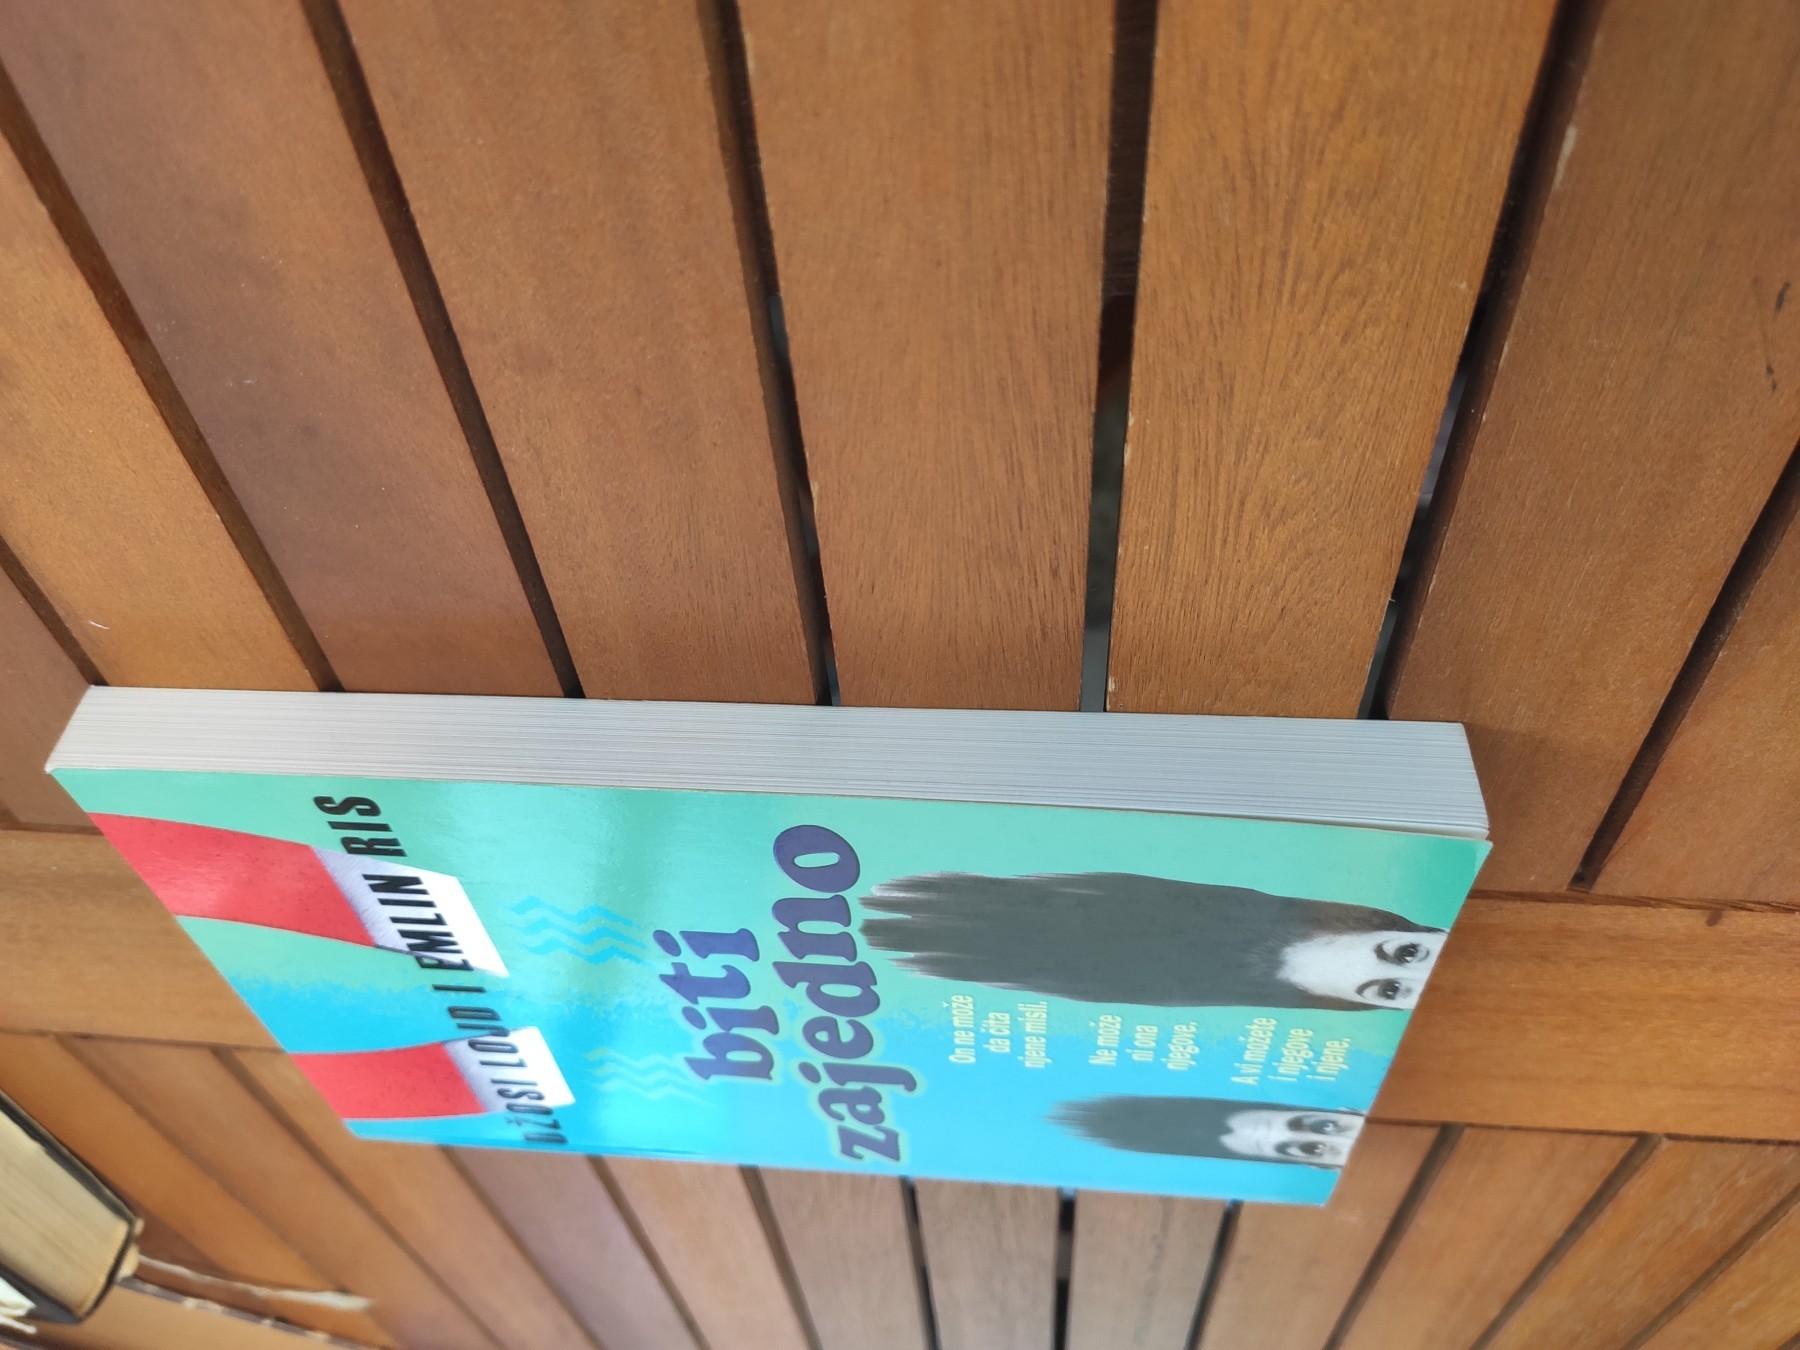 DŽOSI LOJD I EMLIN RIS
biti
zajedno
On ne može
da čita
njene misli.
Ne može
ni ona
njegove.
A vi možete
i njegove
i njene.